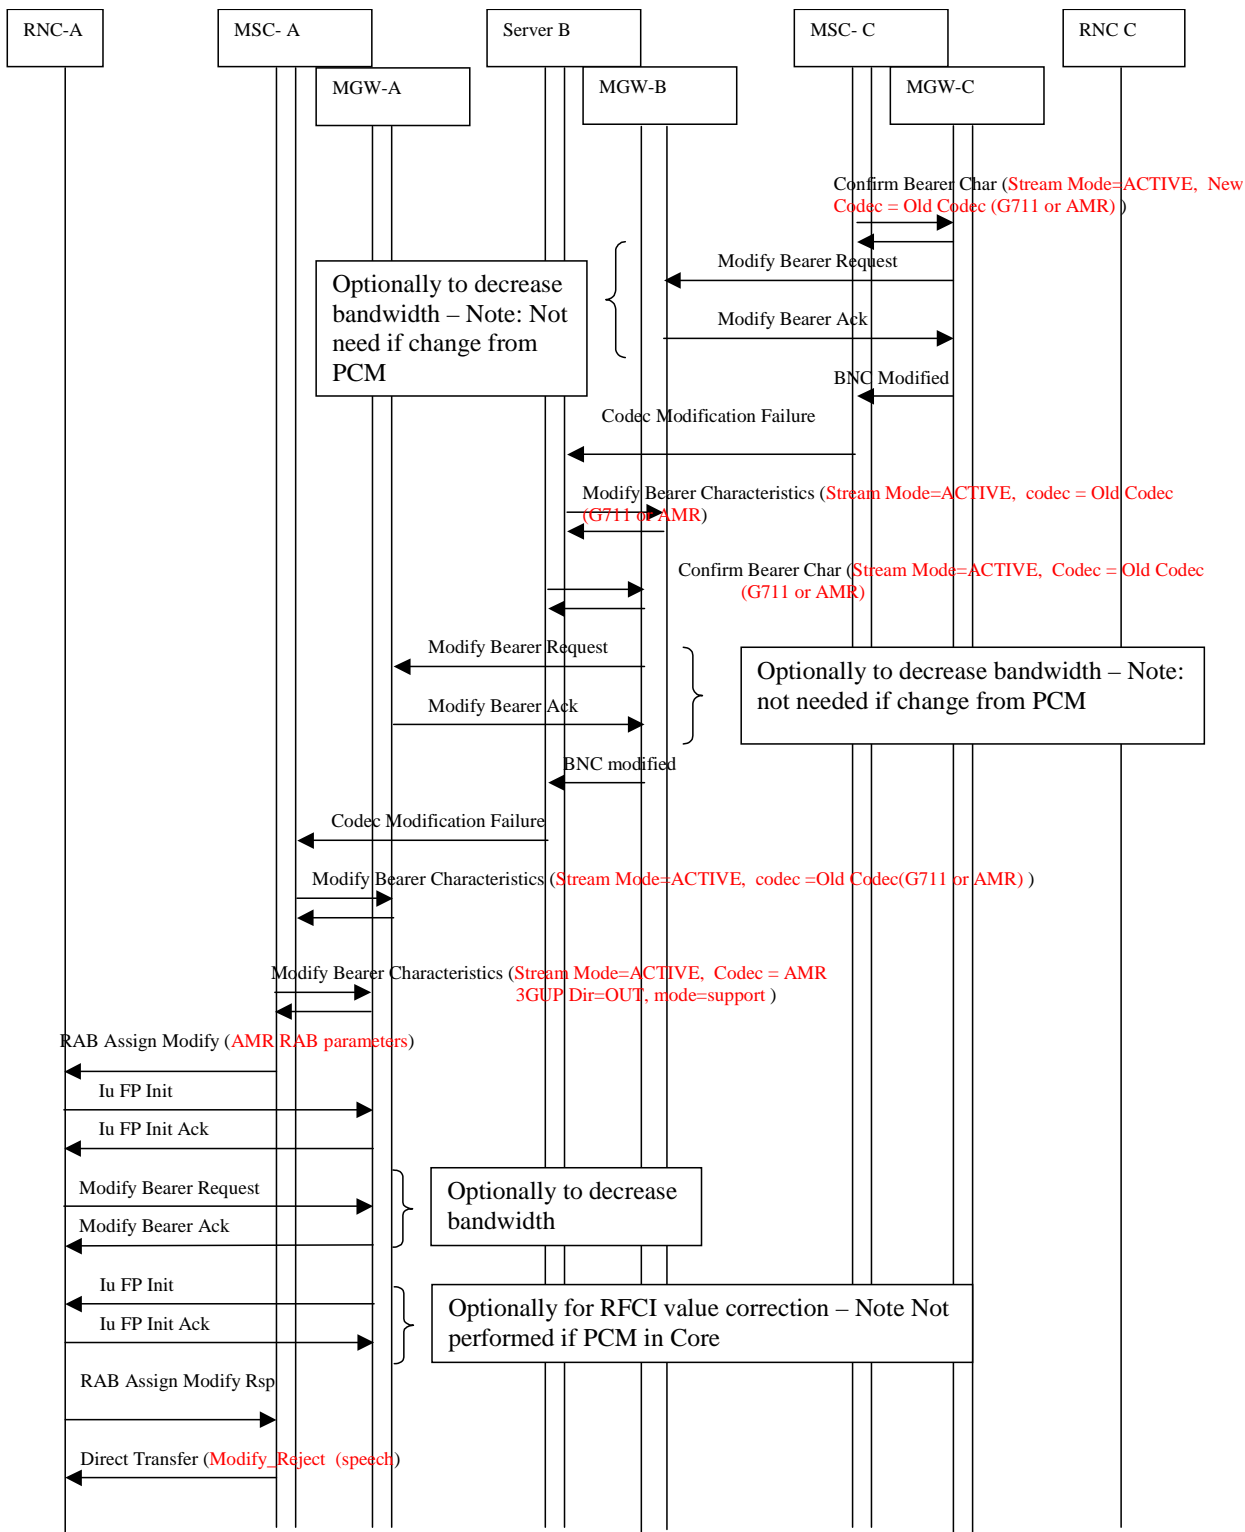 RNC-A
MSC- A
Server B
MSC- C
RNC C
MGW-A
MGW-B
MGW-C
Confirm Bearer Char (Stream Mode=ACTIVE,  New
Codec = Old Codec (G711 or AMR) )
Modify Bearer Request
Optionally to decrease
bandwidth – Note: Not
need if change from
PCM
Modify Bearer Ack
BNC Modified
Codec Modification Failure
Modify Bearer Characteristics (Stream Mode=ACTIVE,  codec = Old Codec
(G711 or AMR)
Confirm Bearer Char (Stream Mode=ACTIVE,  Codec = Old Codec
(G711 or AMR)
Modify Bearer Request
Optionally to decrease bandwidth – Note:
not needed if change from PCM
Modify Bearer Ack
BNC modified
Codec Modification Failure
Modify Bearer Characteristics (Stream Mode=ACTIVE,  codec =Old Codec(G711 or AMR) )
Modify Bearer Characteristics (Stream Mode=ACTIVE,  Codec = AMR
3GUP Dir=OUT, mode=support )
RAB Assign Modify (AMR RAB parameters)
Iu FP Init
Iu FP Init Ack
Modify Bearer Request
Optionally to decrease
bandwidth
Modify Bearer Ack
Iu FP Init
Optionally for RFCI value correction – Note Not
performed if PCM in Core
Iu FP Init Ack
RAB Assign Modify Rsp
Direct Transfer (Modify_Reject  (speech)